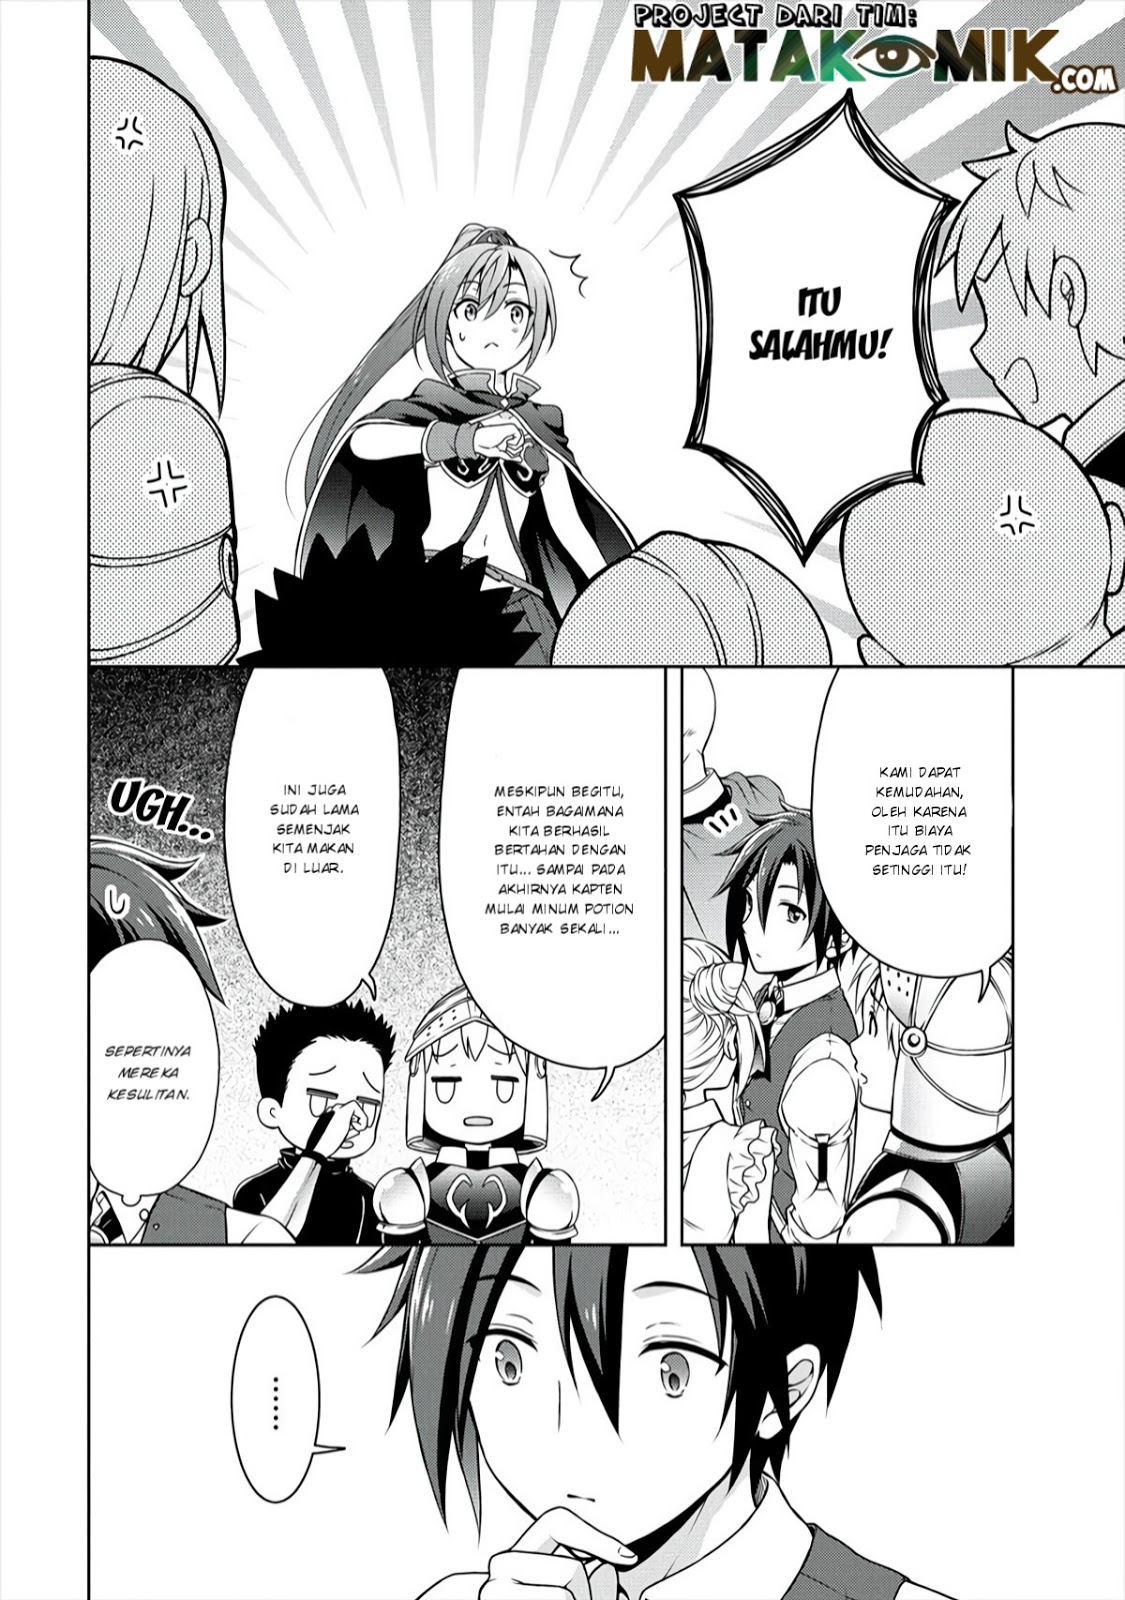 PROJECT DARI TIM:
MATAKOMIK.COM
ITU
SALAHMU!
KAMI DAPAT
KEMUDAHAN,
OLEH KARENA
ITU BIAYA
PENJAGA TIDAK
SETINGGI ITU!
MESKIPUN BEGITU,
ENTAH BAGAIMANA
KITA BERHASIL
BERTAHAN DENGAN
ITU... SAMPAI PADA
AKHIRNYA KAPTEN
MULAI MINUM POTION
BANYAK SEKALI...
INI JUGA
SUDAH LAMA
SEMENJAK
KITA MAKAN
DI LUAR.
UGH...
SEPERTINYA
MEREKA
KESULITAN.
........